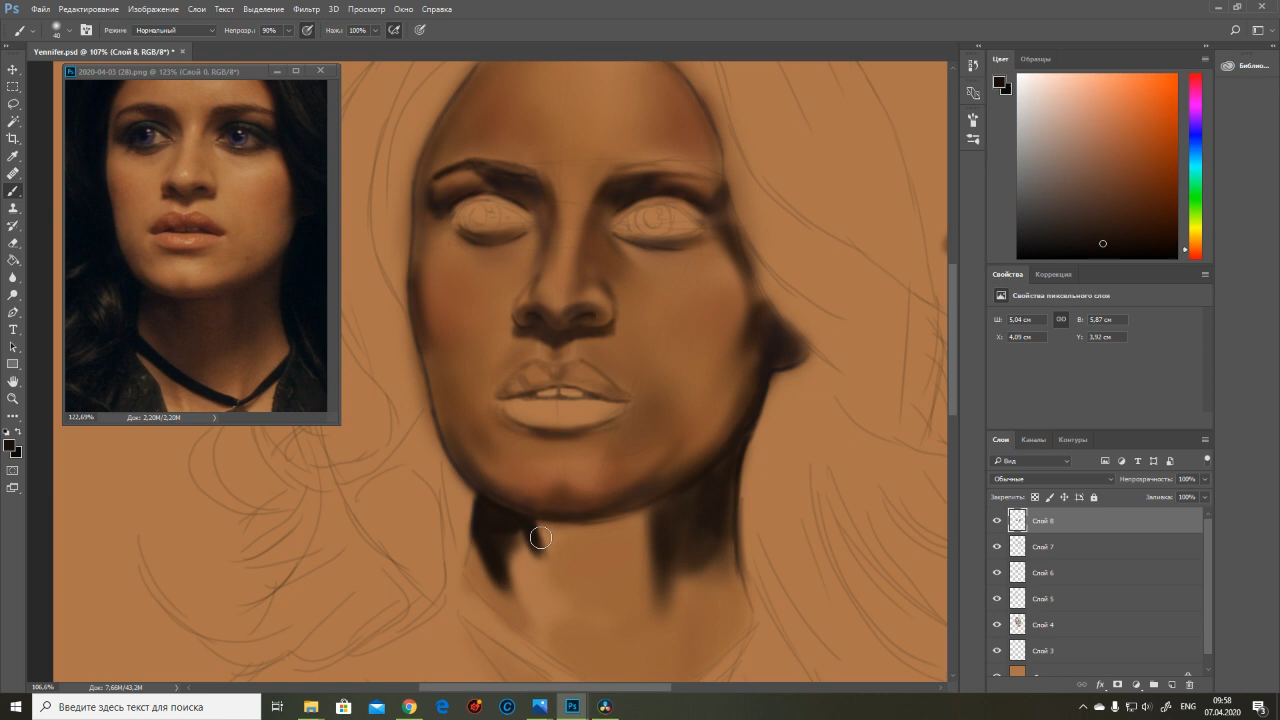 Ps Файл Редактирование Изображение Слои Текст Выделение Фильтр 3D Просмотр Окно Справка
40 Режим: Нормальный Непрозр.: 90% Наж.: 100%
Yennifer.psd @ 107% (Слой 8, RGB/8*) *
2020-04-03 (28).png @ 123% (Слой 0, RGB/8*)
122,69% Док: 2,20M/2,20M
Цвет Образцы
Библио...
Свойства Коррекция
Свойства пиксельного слоя
Ш: 5,04 см В: 5,87 см
X: 4,09 см Y: 3,92 см
Слои Каналы Контуры
Вид
Обычные Непрозрачность: 100%
Закрепить: Заливка: 100%
Слой 8
Слой 7
Слой 6
Слой 5
Слой 4
Слой 3
106,6% Док: 7,66M/43,2M
Введите здесь текст для поиска
ENG
09:58
07.04.2020